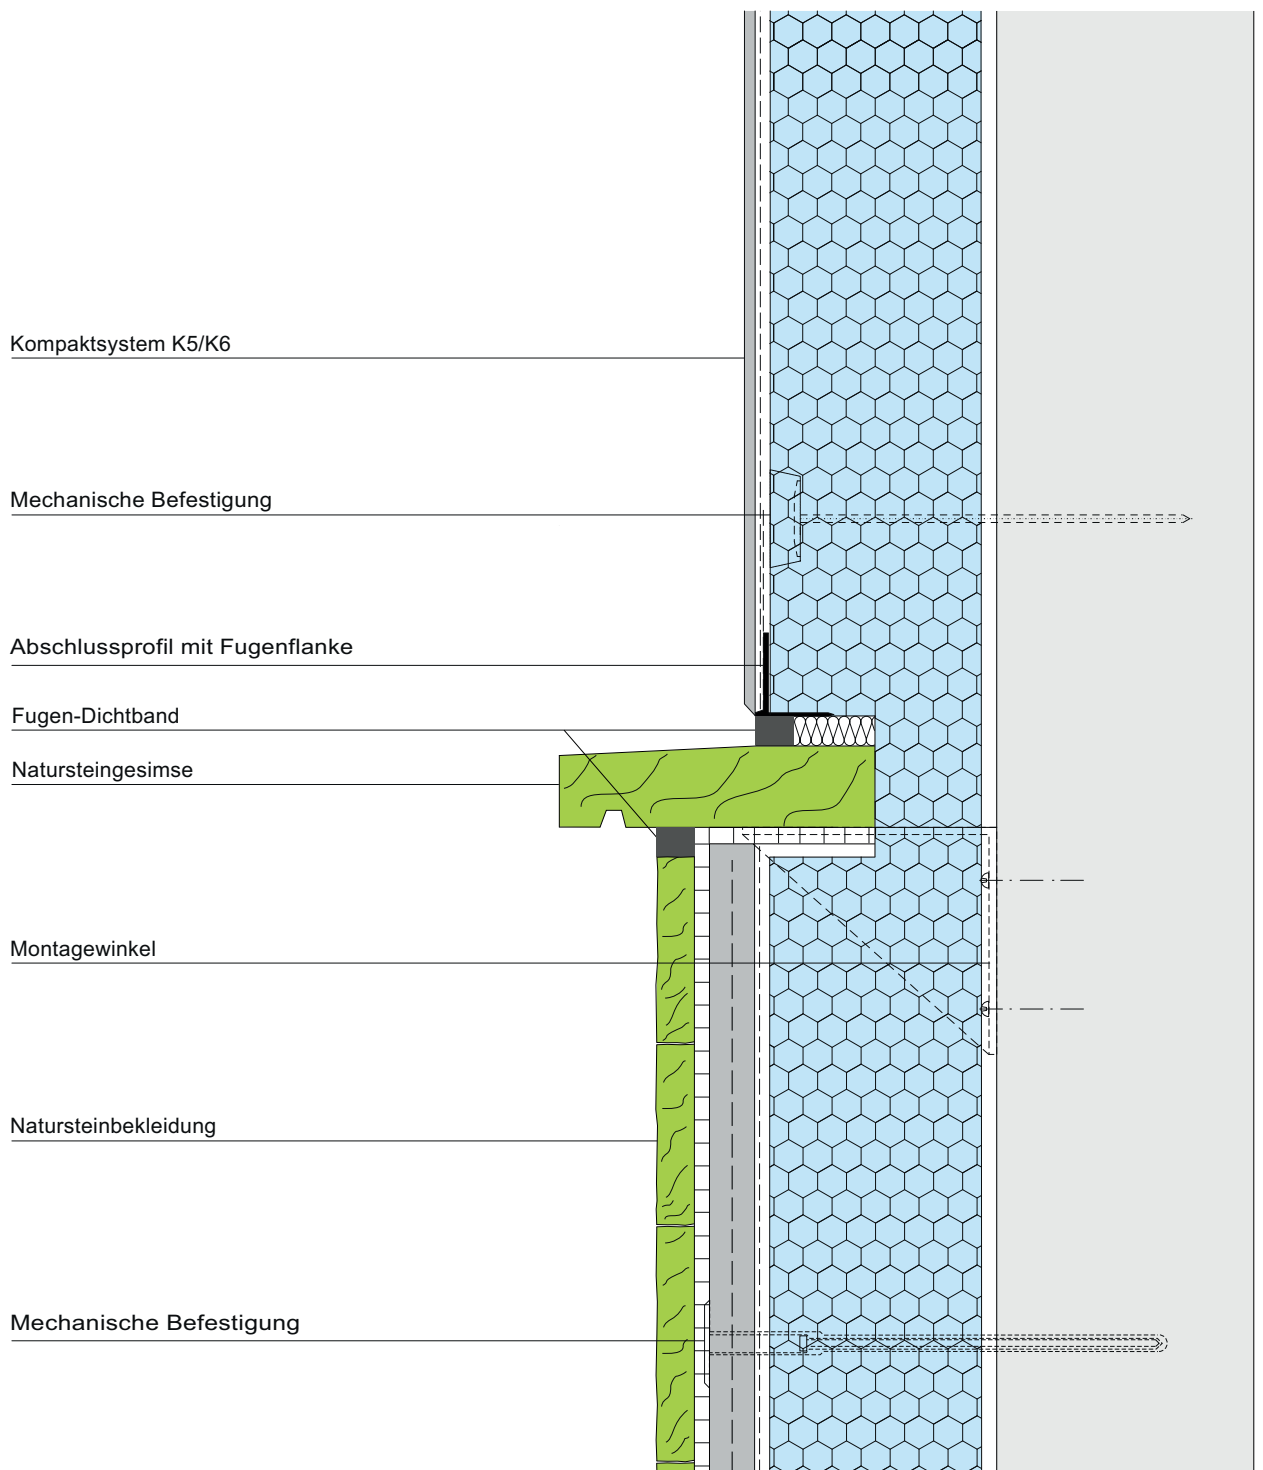 Kompaktsystem K5/K6
Mechanische Befestigung
Abschlussprofil mit Fugenflanke
Fugen-Dichtband
Natursteingesimse
Montagewinkel
Natursteinbekleidung
Mechanische Befestigung